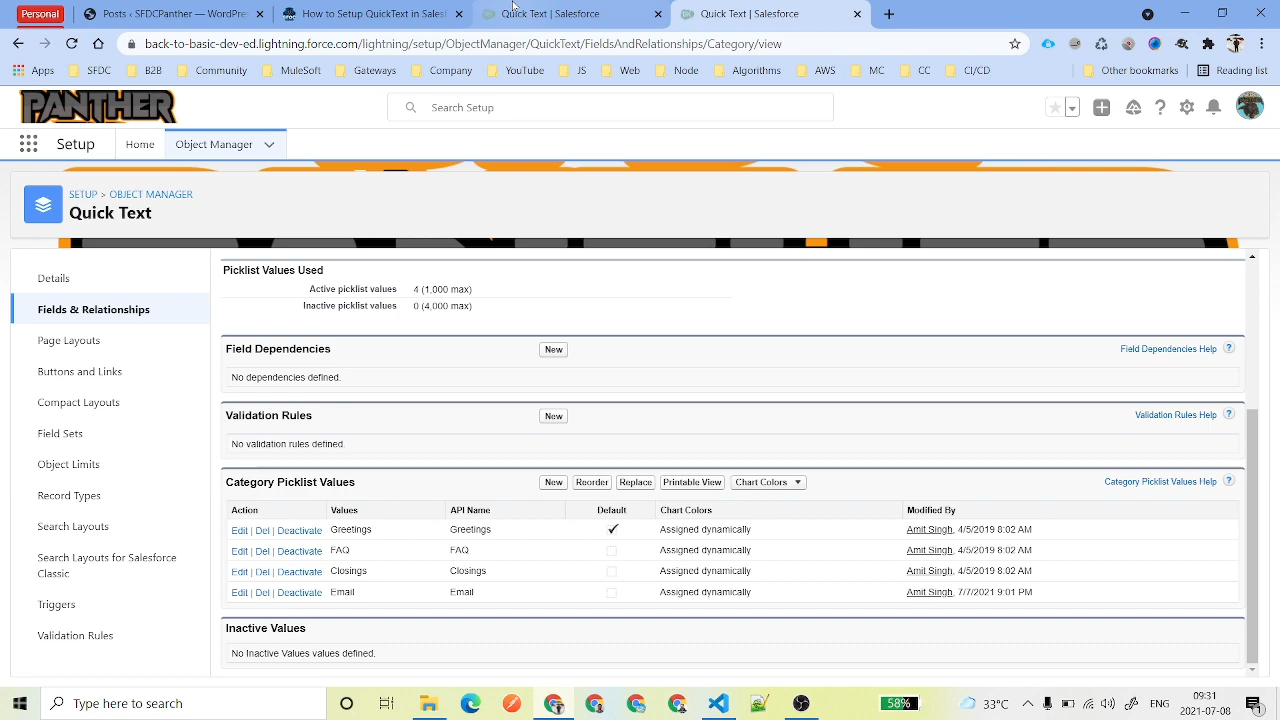 Personal
Posts ‹ SFDCPanther — WordPre
How to Setup QuickText in Sales
Quick Text | Salesforce
Quick Text | Salesforce
bask-basic-dev-ed.lightning.force.com/lightning/setup/ObjectManager/QuickText/FieldsAndRelationships/Category/view
Apps
SFDC
B2B
Community
MuleSoft
Gateways
Company
YouTube
JS
Web
Node
Algorithms
AWS
MC
CC
CI/CD
Other bookmarks
Reading list
PANTHER
Search Setup
Setup
Home
Object Manager
SETUP > OBJECT MANAGER
Quick Text
Details
Fields & Relationships
Page Layouts
Buttons and Links
Compact Layouts
Field Sets
Object Limits
Record Types
Search Layouts
Search Layouts for Salesforce
Classic
Triggers
Validation Rules
Picklist Values Used
Active picklist values 4 (1,000 max)
Inactive picklist values 0 (4,000 max)
Field Dependencies New Field Dependencies Help ?
No dependencies defined.
Validation Rules New Validation Rules Help ?
No validation rules defined.
Category Picklist Values New Reorder Replace Printable View Chart Colors Category Picklist Values Help ?
Action Values API Name Default Chart Colors Modified By
Edit | Del | Deactivate Greetings Greetings Assigned dynamically Amit Singh, 4/5/2019 8:02 AM
Edit | Del | Deactivate FAQ FAQ Assigned dynamically Amit Singh, 4/5/2019 8:02 AM
Edit | Del | Deactivate Closings Closings Assigned dynamically Amit Singh, 4/5/2019 8:02 AM
Edit | Del | Deactivate Email Email Assigned dynamically Amit Singh, 7/7/2021 9:01 PM
Inactive Values
No Inactive Values values defined.
Type here to search
58%
33°C
09:31
2021-07-08